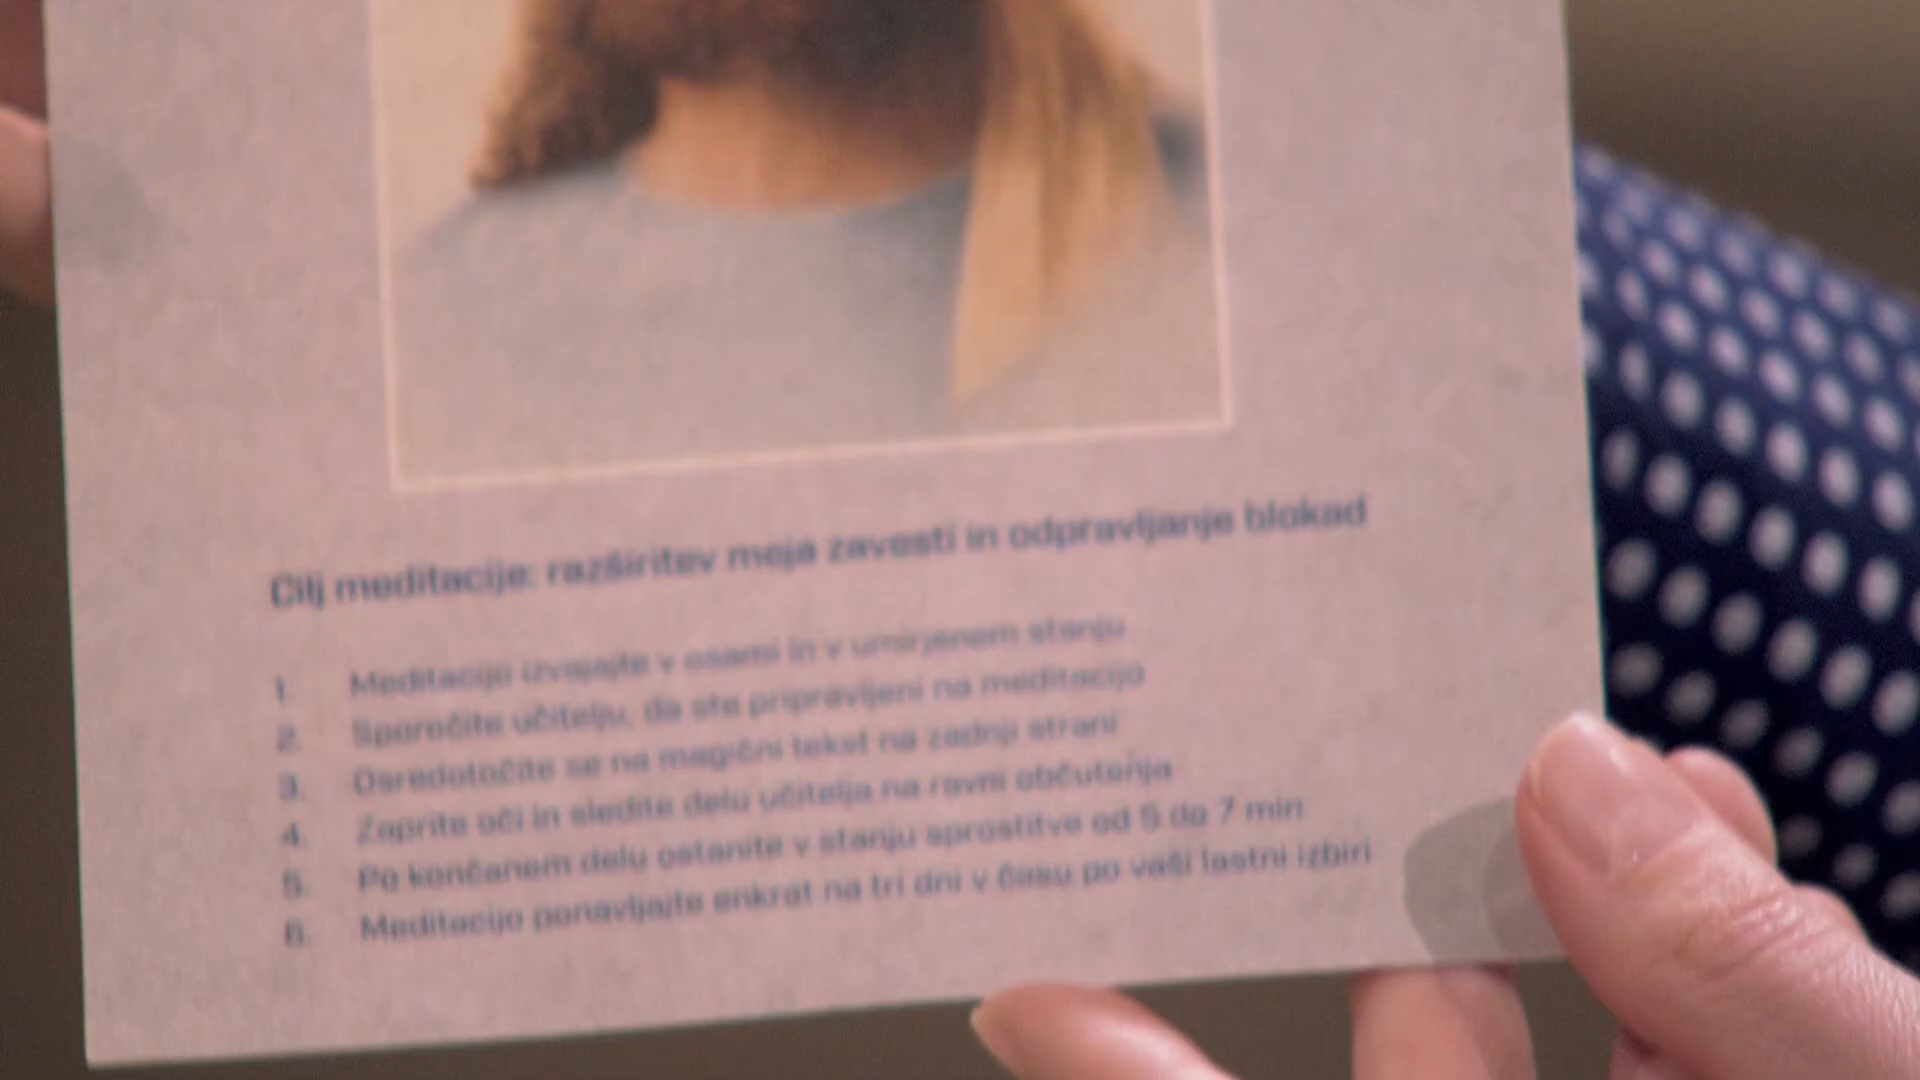 Cilj meditacije: razširitev meja zavesti in odpravljanje blokad
1. Meditacijo izvajajte v osami in v umirjenem stanju
2. Sporočite učitelju, da ste pripravljeni na meditacijo
3. Osredotočite se na magični tekst na zadnji strani
4. Zaprite oči in sledite delu učitelja na ravni občutenja
5. Po končanem delu ostanite v stanju sprostitve od 5 do 7 min
6. Meditacijo ponavljajte enkrat na tri dni v času po vaši lastni izbiri